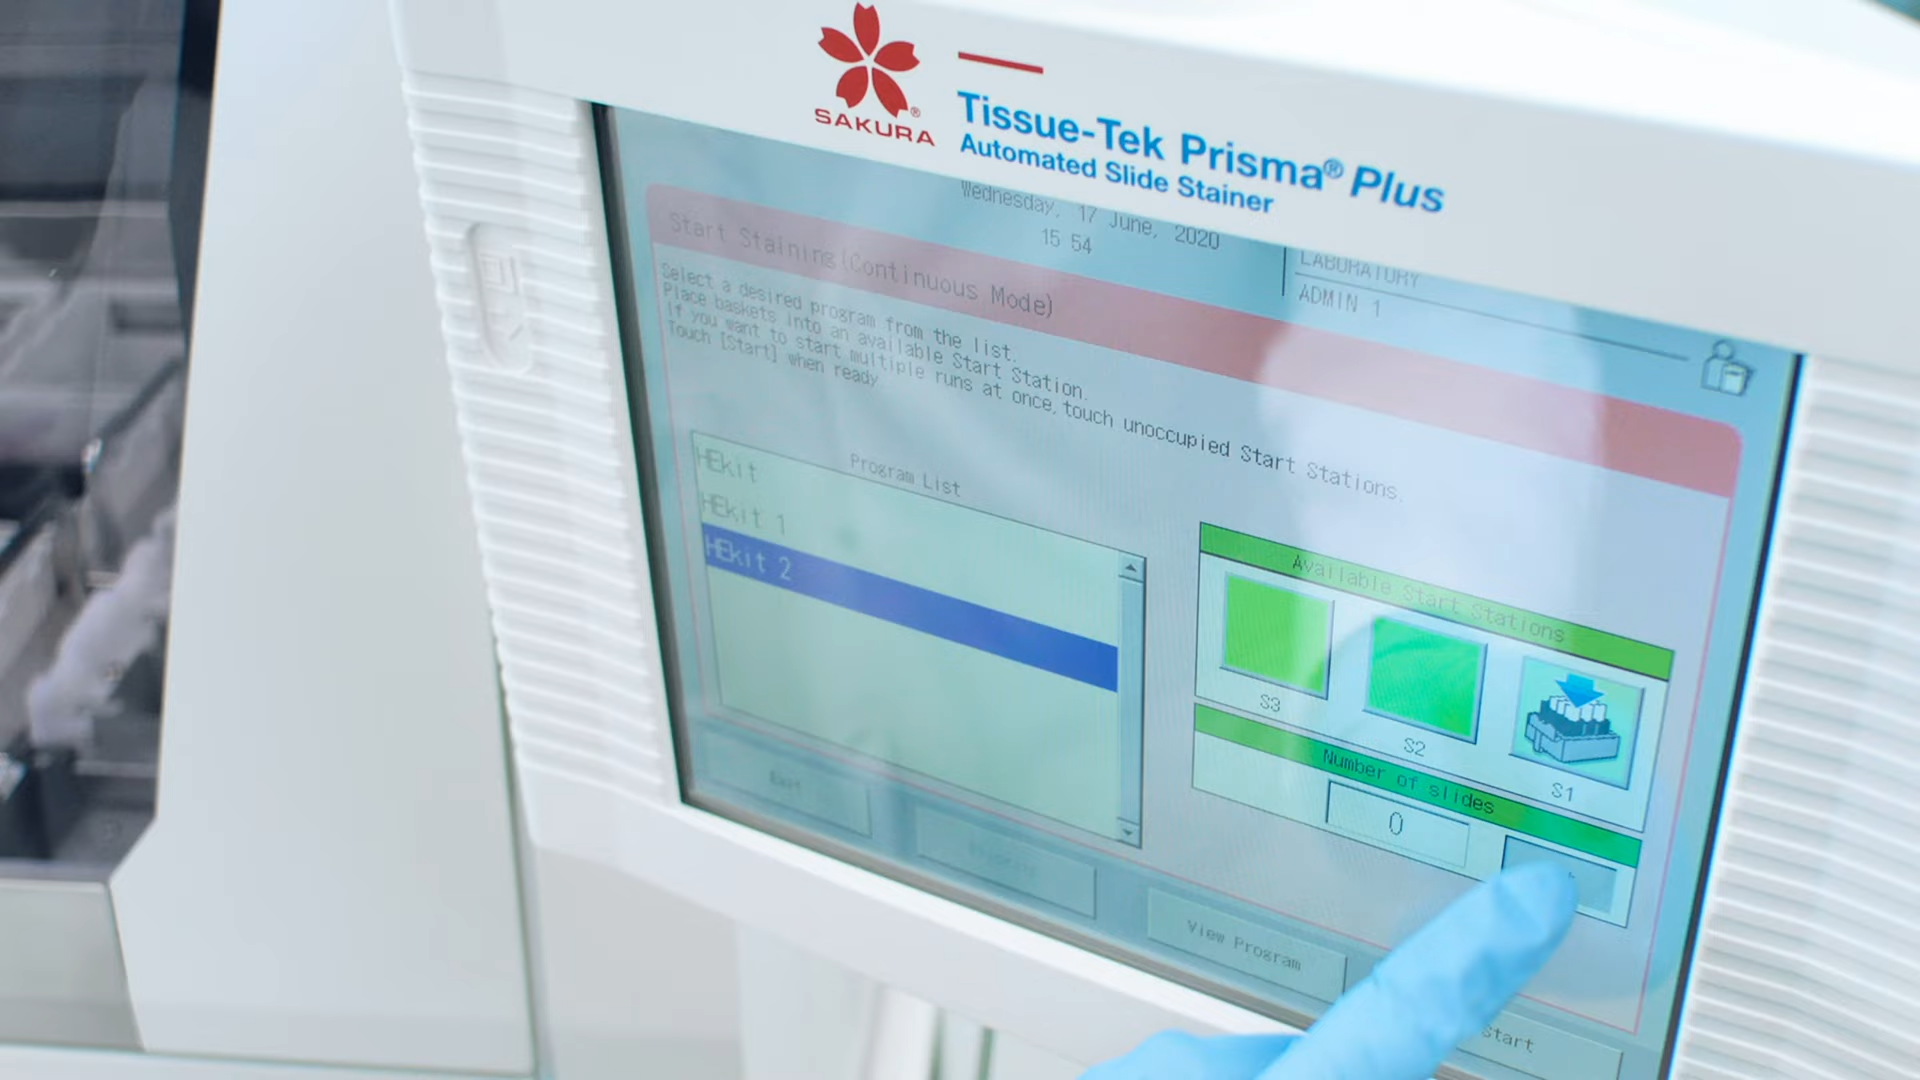 SAKURA®
Tissue-Tek Prisma® Plus
Automated Slide Stainer
Wednesday, 17 June, 2020
15 54
LABORATORY
ADMIN 1
Start Staining(Continuous Mode)
Select a desired program from the list.
Place baskets into an available Start Station.
If you want to start multiple runs at once, touch unoccupied Start Stations.
Touch [Start] when ready
Program List
HEkit
HEkit 1
HEkit 2
Available Start Stations
S3
S2
S1
Number of slides
0
Exit
View Program
Start